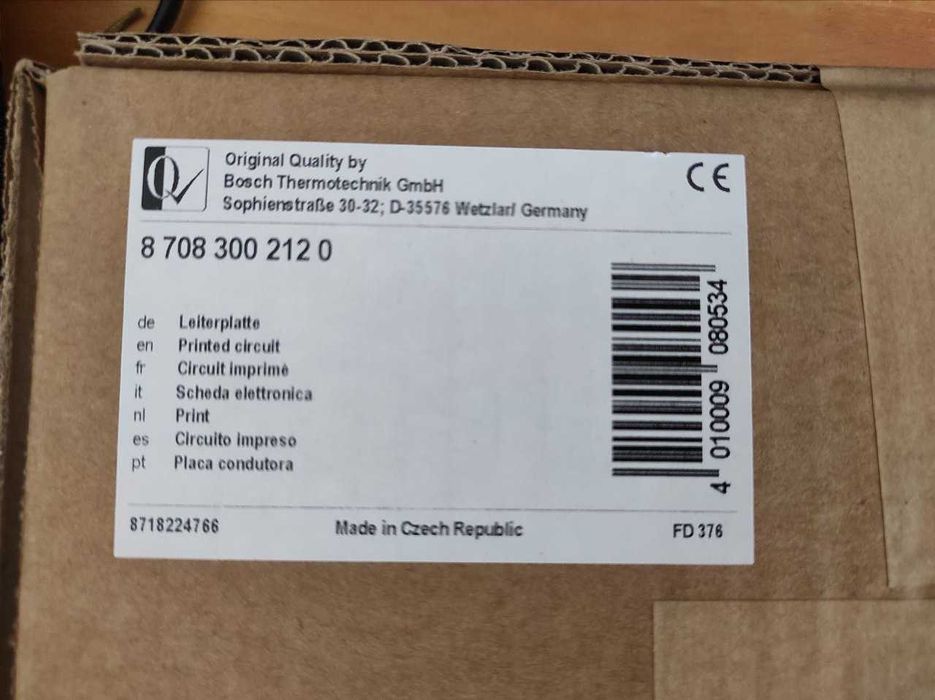 Original Quality by
Bosch Thermotechnik GmbH
Sophienstraße 30-32; D-35576 Wetzlar/ Germany
CE
8 708 300 212 0
de Leiterplatte
en Printed circuit
fr Circuit imprimé
it Scheda elettronica
nl Print
es Circuito impreso
pt Placa condutora
4 010009 080534
8718224766 Made in Czech Republic FD 376